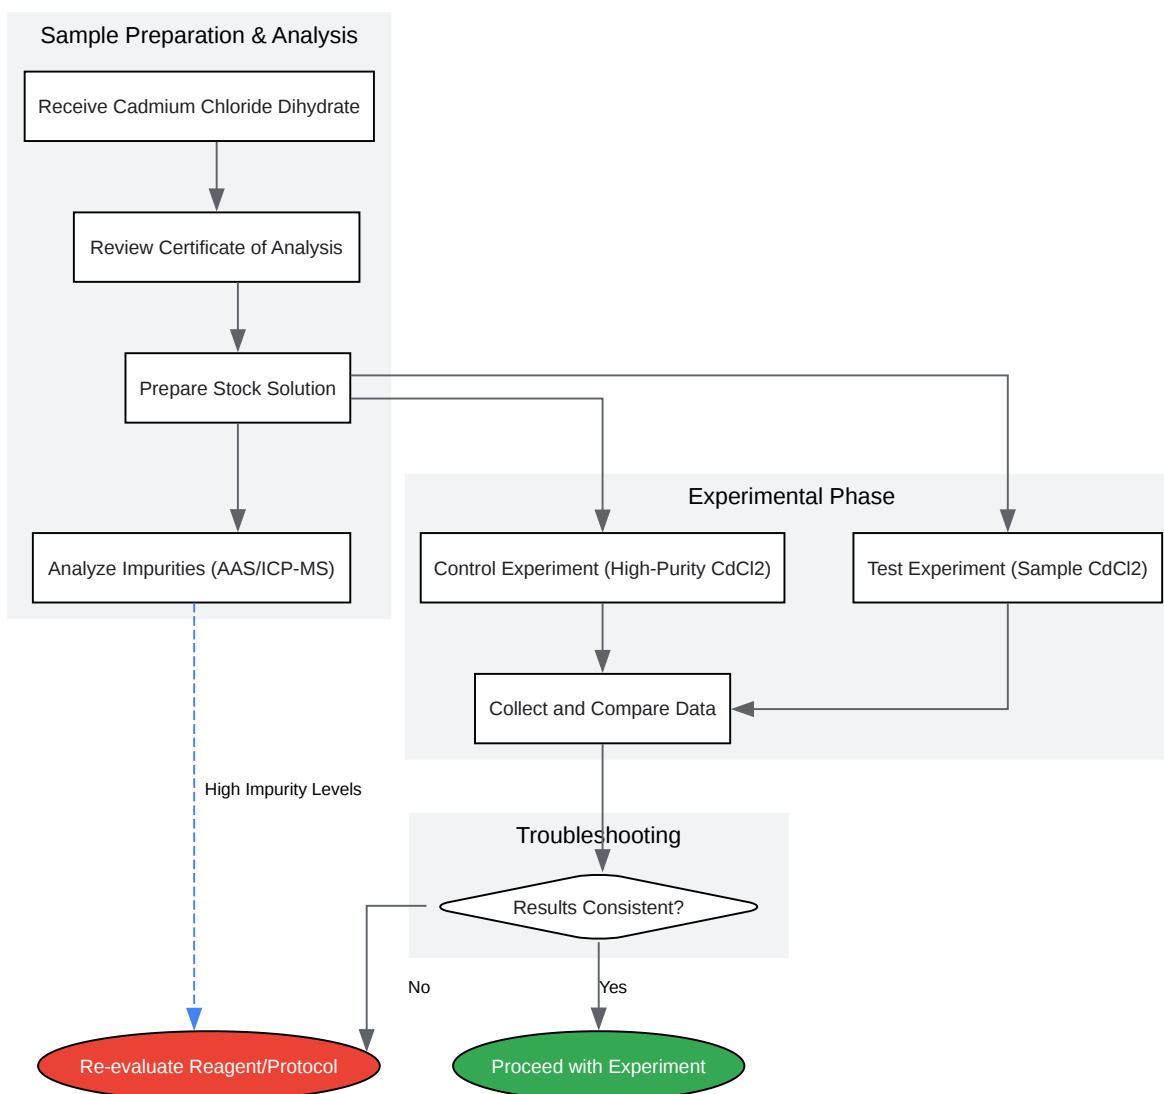 Sample Preparation & Analysis
Receive Cadmium Chloride Dihydrate
Review Certificate of Analysis
Prepare Stock Solution
Experimental Phase
Analyze Impurities (AAS/ICP-MS)
Control Experiment (High-Purity CdCl2)
Test Experiment (Sample CdCl2)
Collect and Compare Data
High Impurity Levels
Troubleshooting
Results Consistent?
No
Yes
Re-evaluate Reagent/Protocol
Proceed with Experiment